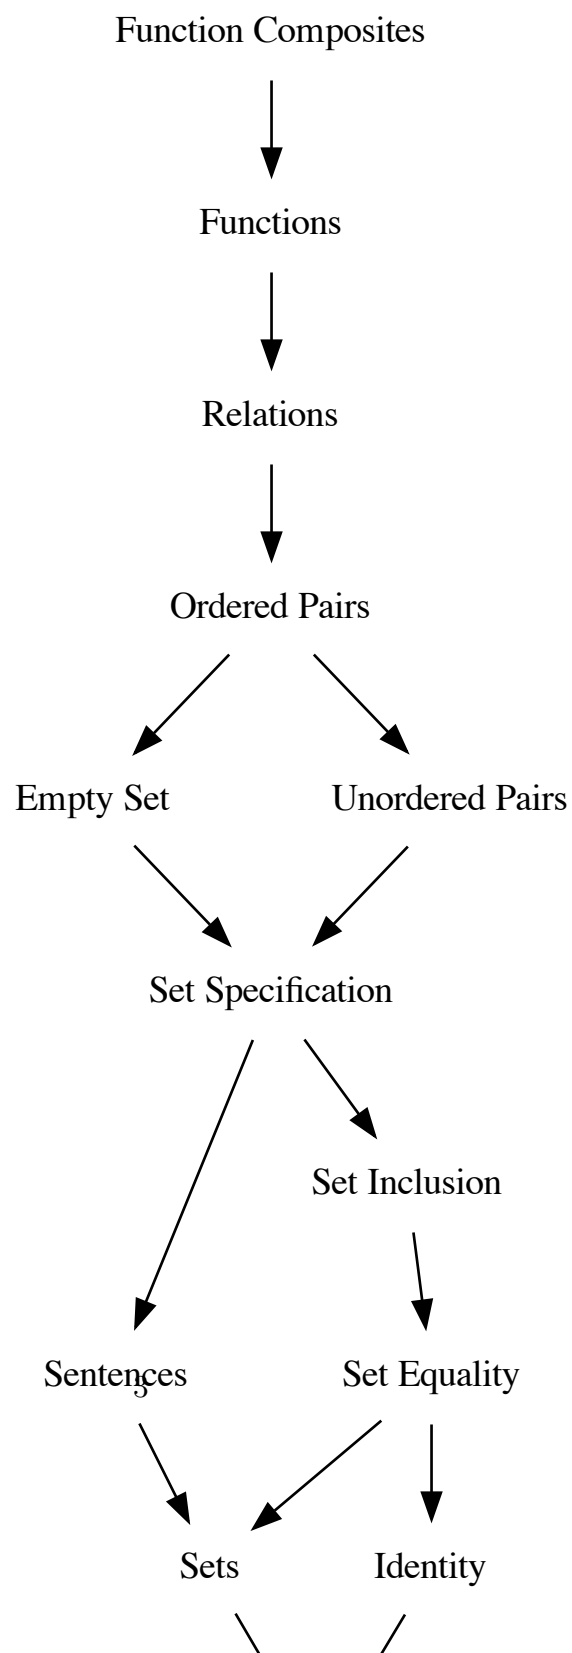 Function Composites
Functions
Relations
Ordered Pairs
Empty Set
Unordered Pairs
Set Specification
Set Inclusion
Sentences
3
Set Equality
Sets
Identity